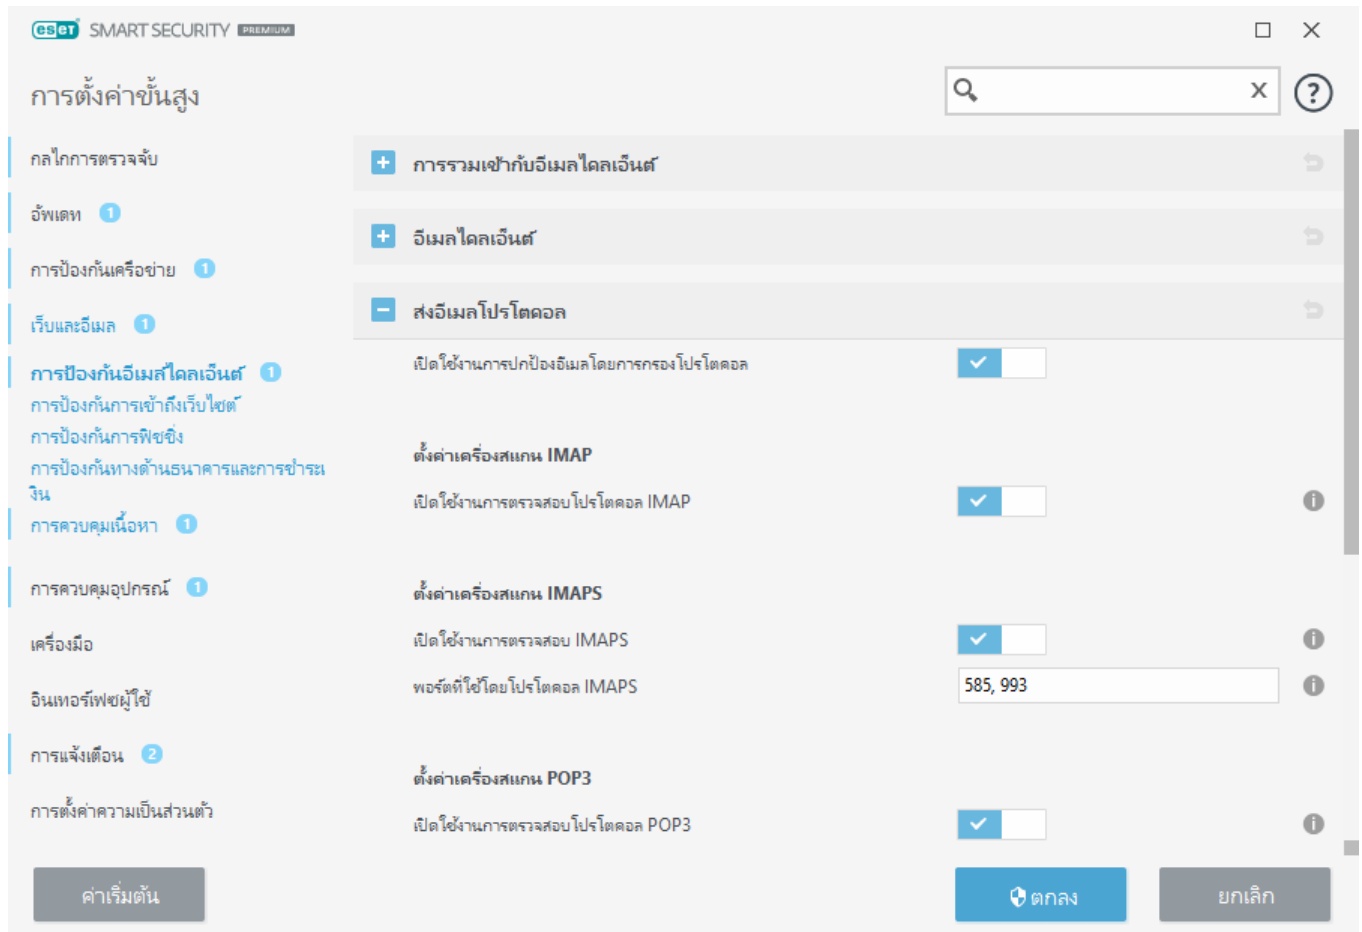 eset SMART SECURITY PREMIUM
การตั้งค่าขั้นสูง
X
?
กลไกการตรวจจับ
อัพเดท 1
การป้องกันเครือข่าย 1
เว็บและอีเมล 1
การป้องกันอีเมล์ไคลเอ็นต์ 1
การป้องกันการเข้าถึงเว็บไซต์
การป้องกันการฟิชชิ่ง
การป้องกันทางด้านธนาคารและการชำระเ
งิน
การควบคุมเนื้อหา 1
การควบคุมอุปกรณ์ 1
เครื่องมือ
อินเทอร์เฟซผู้ใช้
การแจ้งเตือน 2
การตั้งค่าความเป็นส่วนตัว
การรวมเข้ากับอีเมลไคลเอ็นต์
อีเมลไคลเอ็นต์
ส่งอีเมลโปรโตคอล
เปิดใช้งานการปกป้องอีเมลโดยการกรองโปรโตคอล
ตั้งค่าเครื่องสแกน IMAP
เปิดใช้งานการตรวจสอบโปรโตคอล IMAP
ตั้งค่าเครื่องสแกน IMAPS
เปิดใช้งานการตรวจสอบ IMAPS
พอร์ตที่ใช้โดยโปรโตคอล IMAPS
585, 993
ตั้งค่าเครื่องสแกน POP3
เปิดใช้งานการตรวจสอบโปรโตคอล POP3
ค่าเริ่มต้น
ตกลง
ยกเลิก